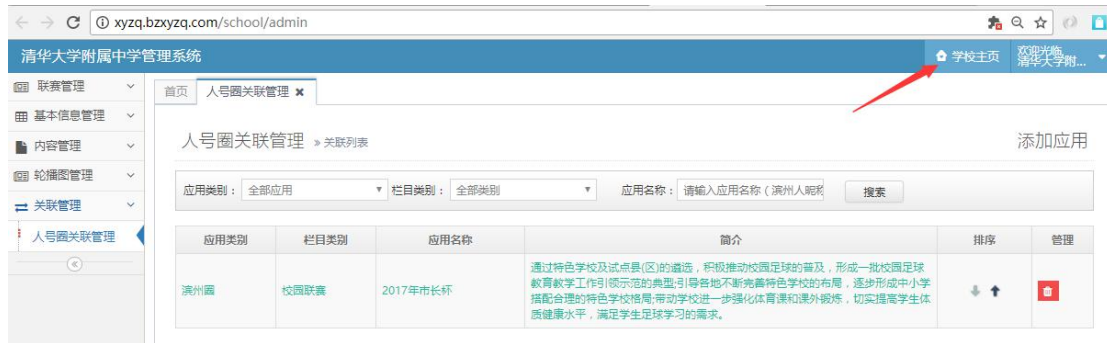 xyzq.bzxyzq.com/school/admin
清华大学附属中学管理系统
学校主页
欢迎光临,
清华大学附...
联赛管理
基本信息管理
内容管理
轮播图管理
关联管理
人号圈关联管理
首页 人号圈关联管理 ×
人号圈关联管理 » 关联列表
添加应用
应用类别： 全部应用 栏目类别： 全部类别 应用名称： 请输入应用名称（滨州人昵称 搜索
应用类别 栏目类别 应用名称 简介 排序 管理
滨州圈 校园联赛 2017年市长杯
通过特色学校及试点县(区)的遴选，积极推动校园足球的普及，形成一批校园足球
教育教学工作引领示范的典型;引导各地不断完善特色学校的布局，逐步形成中小学
搭配合理的特色学校格局;带动学校进一步强化体育课和课外锻炼，切实提高学生体
质健康水平，满足学生足球学习的需求。